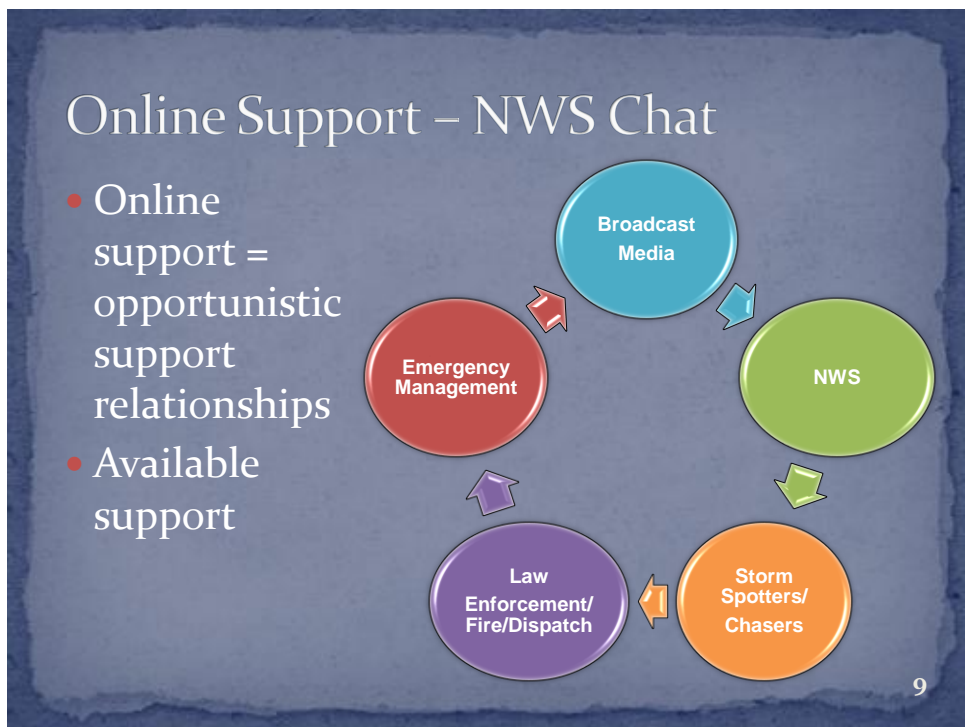 Online Support – NWS Chat
• Online
support =
opportunistic
support
relationships
• Available
support
Broadcast
Media
NWS
Storm
Spotters/
Chasers
Law
Enforcement/
Fire/Dispatch
Emergency
Management
9